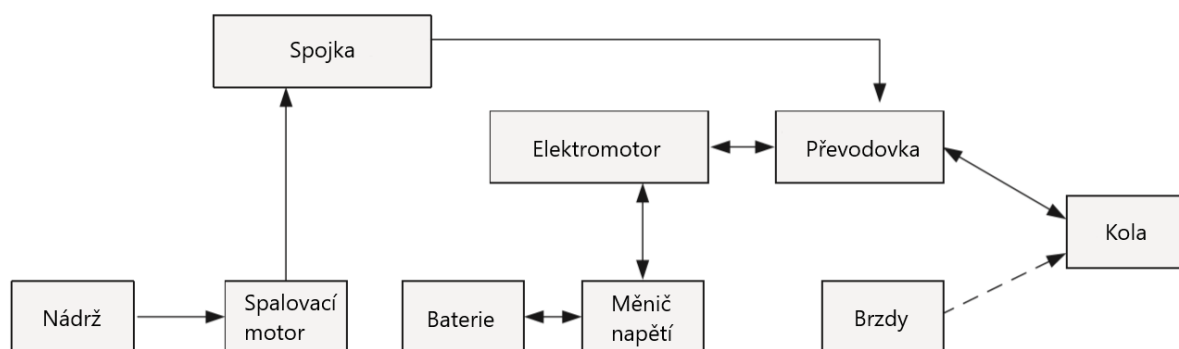 Spojka
Elektromotor
Převodovka
Kola
Nádrž
Spalovací
motor
Baterie
Měnič
napětí
Brzdy